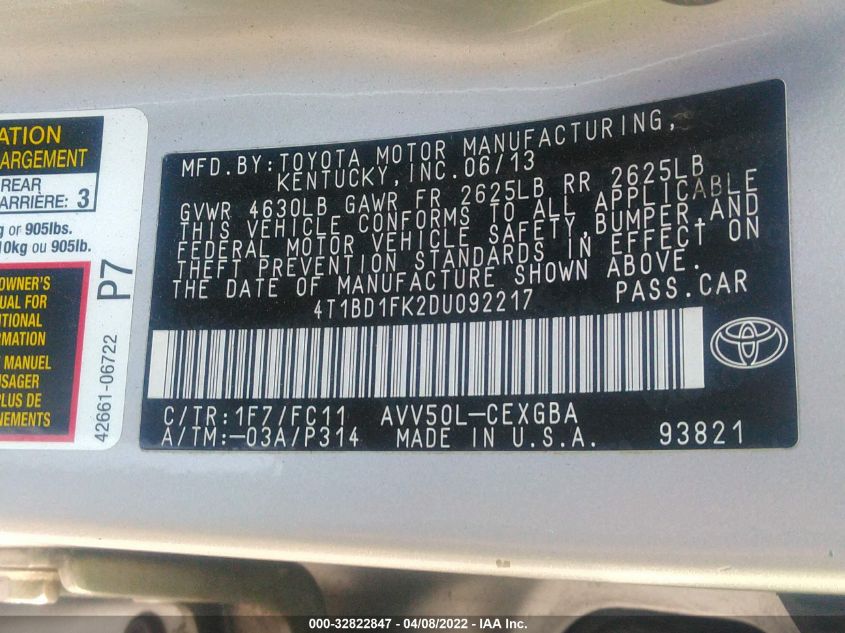 ATION
ARGEMENT
REAR
ARRIÈRE: 3
g or 905lbs.
10kg ou 905lb.
OWNER'S
UAL FOR
ITIONAL
RMATION
MANUEL
USAGER
PLUS DE
NEMENTS
P7
42661-06722
MFD.BY:TOYOTA MOTOR MANUFACTURING,
KENTUCKY, INC.06/13
GVWR 4630LB GAWR FR 2625LB RR 2625LB
THIS VEHICLE CONFORMS TO ALL APPLICABLE
FEDERAL MOTOR VEHICLE SAFETY,BUMPER,AND
THEFT PREVENTION STANDARDS IN EFFECT ON
THE DATE OF MANUFACTURE SHOWN ABOVE.
4T1BD1FK2DU092217 PASS.CAR
C/TR:1F7/FC11 AVV50L-CEXGBA
A/TM:-03A/P314 MADE IN U.S.A. 93821
000-32822847 - 04/08/2022 - IAA Inc.